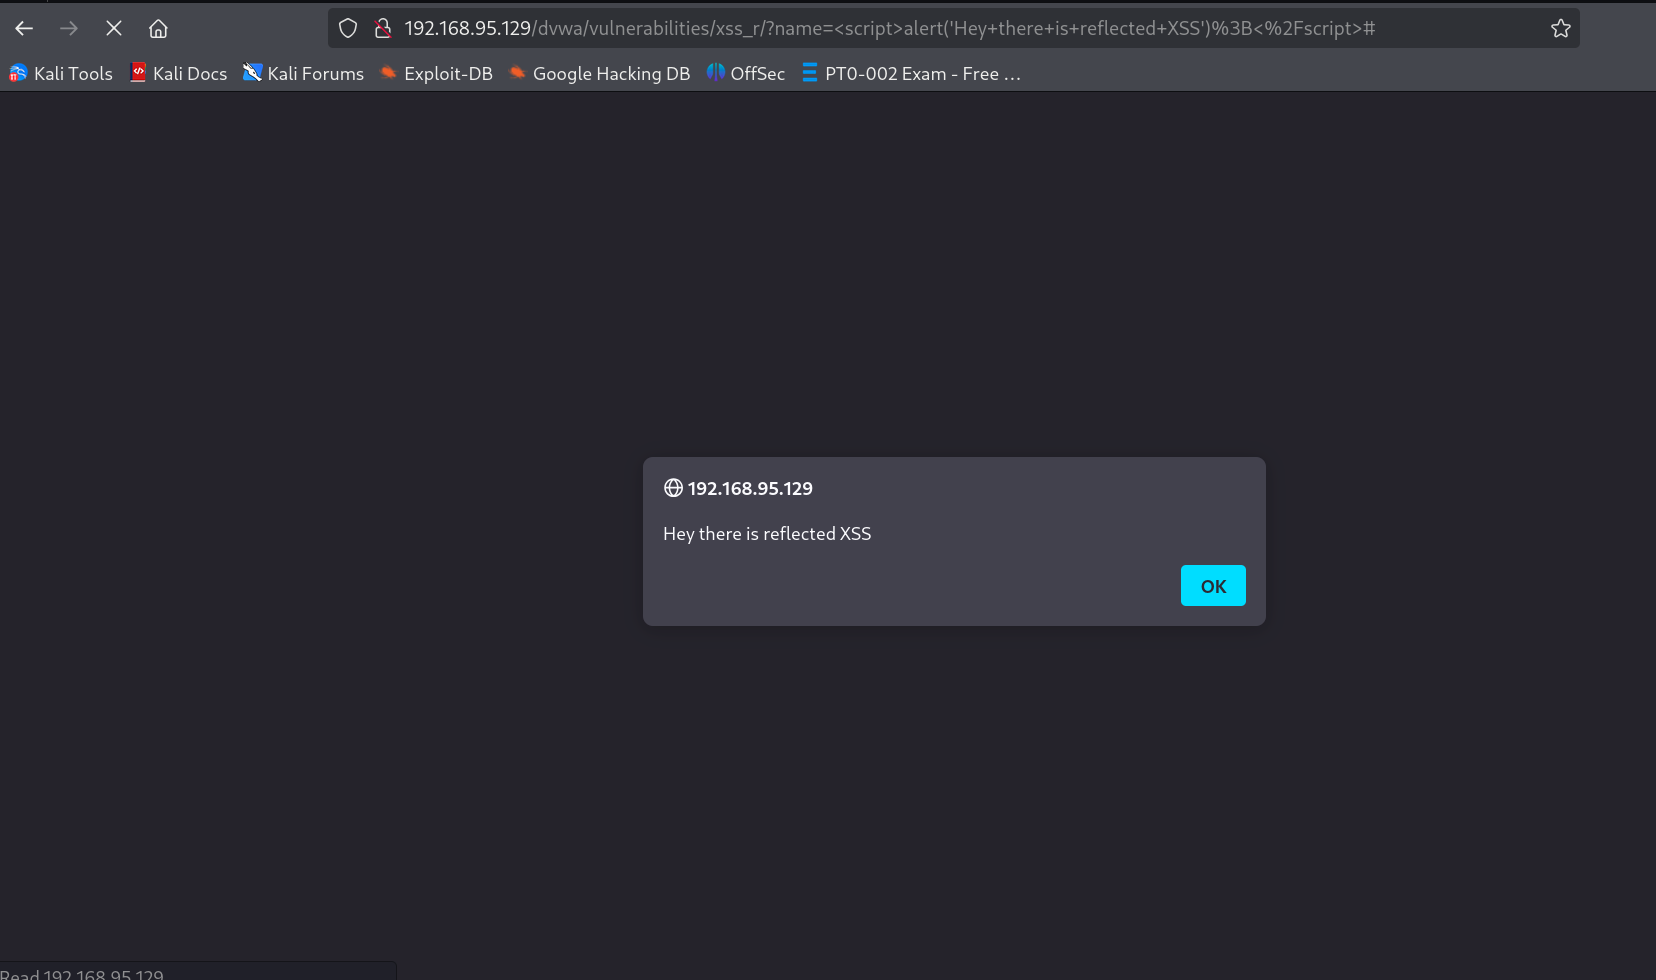 192.168.95.129/dvwa/vulnerabilities/xss_r/?name=<script>alert('Hey+there+is+reflected+XSS')%3B<%2Fscript>#
Kali Tools Kali Docs Kali Forums Exploit-DB Google Hacking DB OffSec PT0-002 Exam - Free ...
192.168.95.129
Hey there is reflected XSS
OK
Read 192.168.95.129